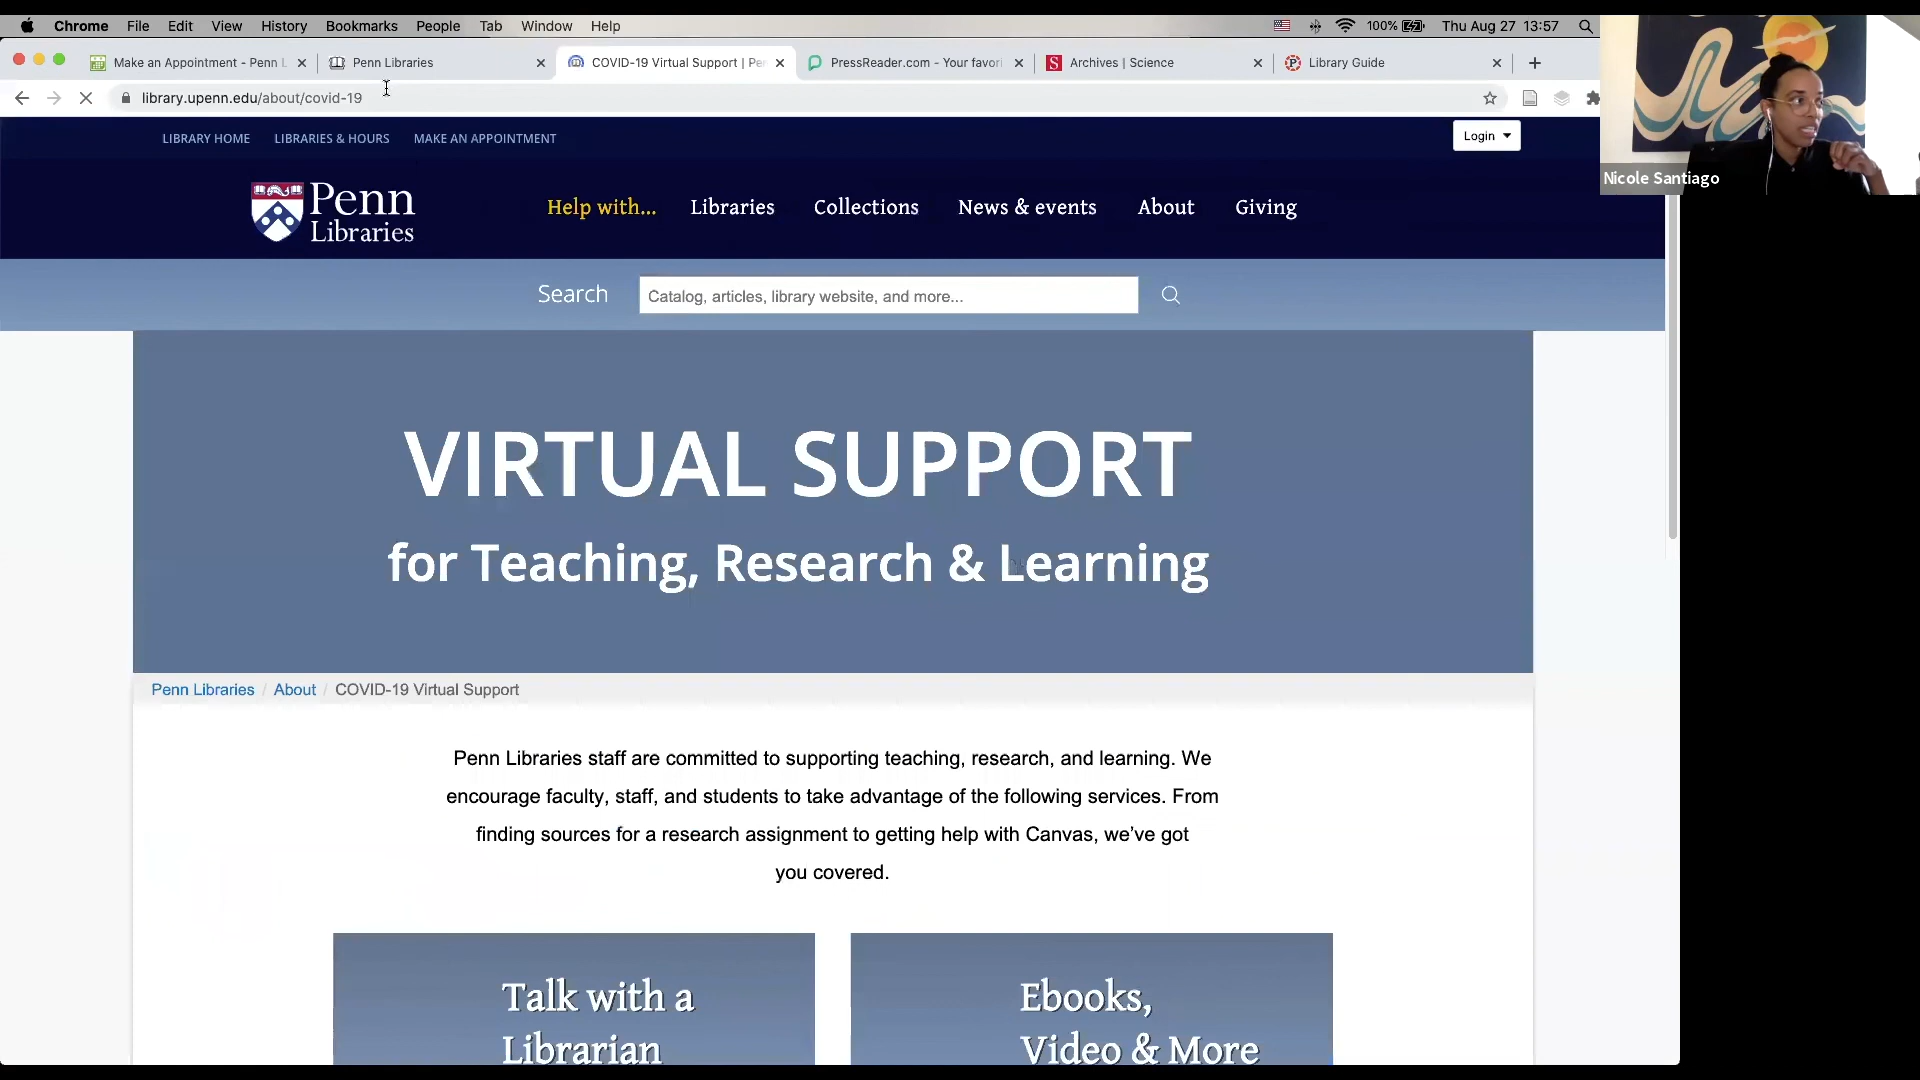 Chrome File Edit View History Bookmarks People Tab Window Help 100% Thu Aug 27 13:57
Make an Appointment - Penn L Penn Libraries COVID-19 Virtual Support | Pe PressReader.com - Your favori Archives | Science Library Guide
library.upenn.edu/about/covid-19
LIBRARY HOME LIBRARIES & HOURS MAKE AN APPOINTMENT Login
Nicole Santiago
Penn Libraries
Help with... Libraries Collections News & events About Giving
Search Catalog, articles, library website, and more...
VIRTUAL SUPPORT
for Teaching, Research & Learning
Penn Libraries / About / COVID-19 Virtual Support
Penn Libraries staff are committed to supporting teaching, research, and learning. We
encourage faculty, staff, and students to take advantage of the following services. From
finding sources for a research assignment to getting help with Canvas, we've got
you covered.
Talk with a
Librarian
Ebooks,
Video & More